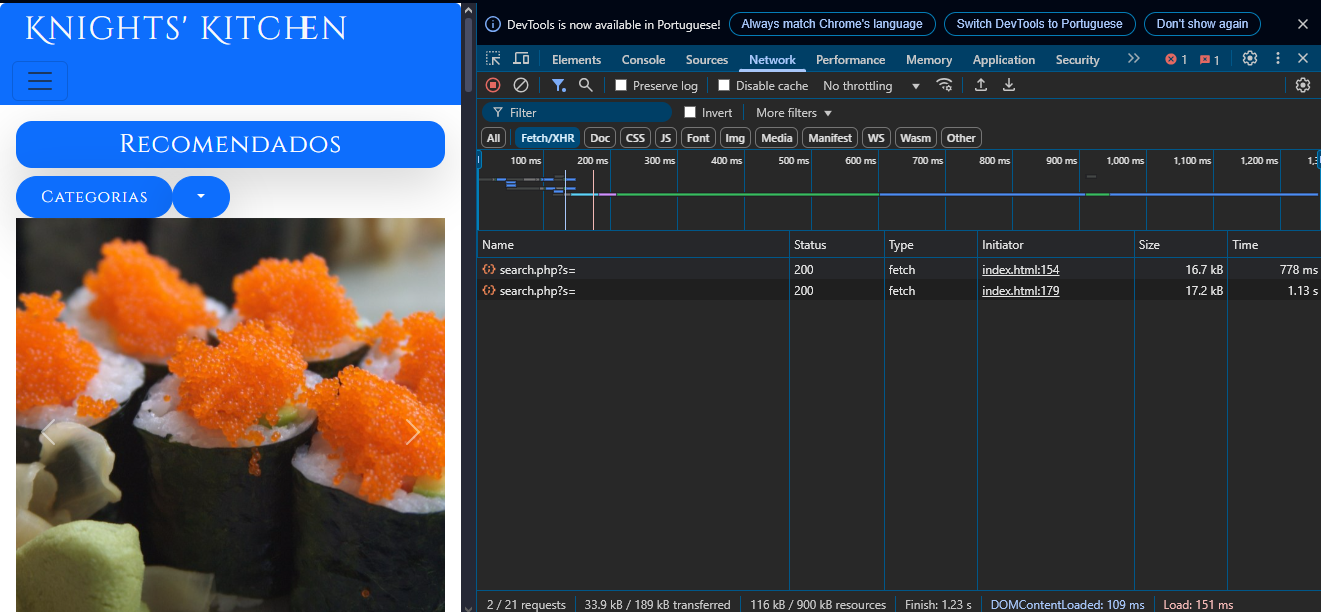 KNIGHTS' KITCHEN
RECOMENDADOS
CATEGORIAS
DevTools is now available in Portuguese!
Always match Chrome's language
Switch DevTools to Portuguese
Don't show again
Elements Console Sources Network Performance Memory Application Security 1 1
Preserve log Disable cache No throttling
Filter Invert More filters
All Fetch/XHR Doc CSS JS Font Img Media Manifest WS Wasm Other
100 ms 200 ms 300 ms 400 ms 500 ms 600 ms 700 ms 800 ms 900 ms 1,000 ms 1,100 ms 1,200 ms
Name Status Type Initiator Size Time
search.php?s= 200 fetch index.html:154 16.7 kB 778 ms
search.php?s= 200 fetch index.html:179 17.2 kB 1.13 s
2 / 21 requests 33.9 kB / 189 kB transferred 116 kB / 900 kB resources Finish: 1.23 s DOMContentLoaded: 109 ms Load: 151 ms